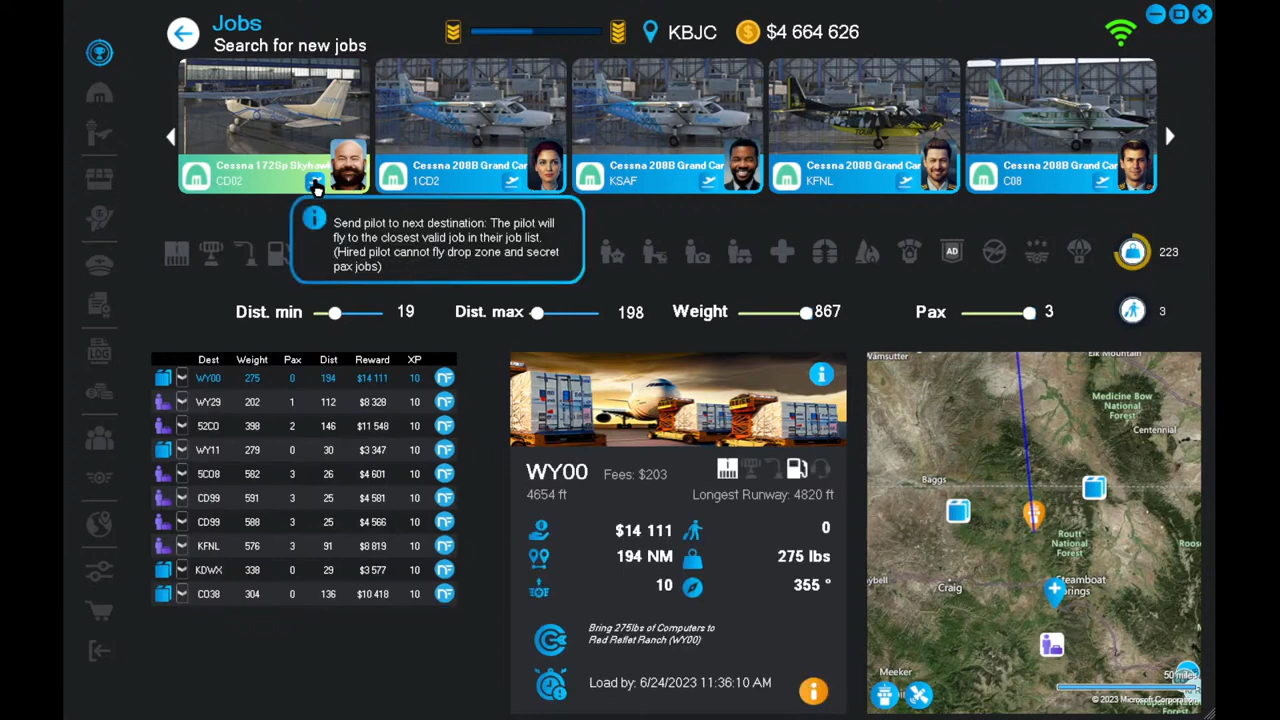 Jobs
Search for new jobs
KBJC
$4 664 626
Cessna 172Sp Skyhaw
CD02
Cessna 208B Grand Car
1CD2
Cessna 208B Grand Car
KSAF
Cessna 208B Grand Car
KFNL
Cessna 208B Grand Car
C08
Send pilot to next destination: The pilot will
fly to the closest valid job in their job list.
(Hired pilot cannot fly drop zone and secret
pax jobs)
AD
223
Dist. min 19 Dist. max 198 Weight 867 Pax 3 3
Dest Weight Pax Dist Reward XP
WY00 275 0 194 $14 111 10
WY29 202 1 112 $8 328 10
52CO 398 2 146 $11 548 10
WY11 279 0 30 $3 347 10
5CO8 582 3 26 $4 601 10
CD99 591 3 25 $4 581 10
CD99 588 3 25 $4 566 10
KFNL 576 3 91 $8 819 10
KDWX 338 0 29 $3 577 10
CO38 304 0 136 $10 418 10
WY00 Fees: $203
4654 ft Longest Runway: 4820 ft
$14 111 0
194 NM 275 lbs
10 355 °
Bring 275lbs of Computers to
Red Reflet Ranch (WY00)
Load by: 6/24/2023 11:36:10 AM
Wamsutter
Elk Mountain
Medicine Bow
National
Forest
Centennial
Baggs
Routt
National
Forest
Craig
Steamboat
Springs
Meeker
50 miles
© 2023 Microsoft Corporation